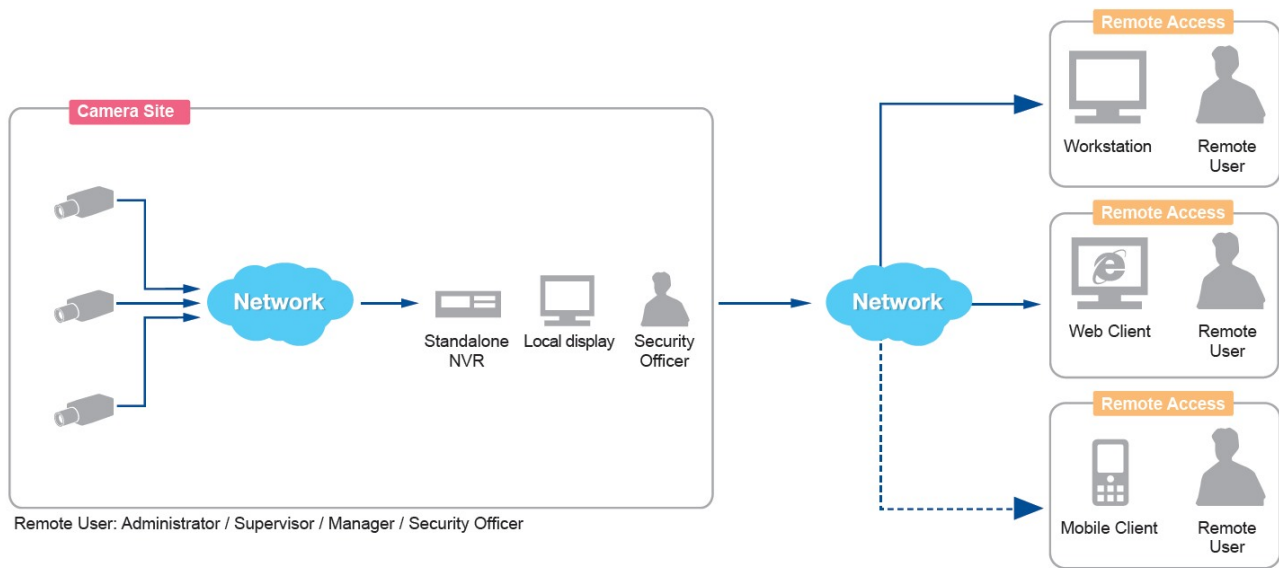 Camera Site
Network
Standalone
NVR
Local display
Security
Officer
Remote User: Administrator / Supervisor / Manager / Security Officer
Network
Remote Access
Workstation
Remote
User
Remote Access
Web Client
Remote
User
Remote Access
Mobile Client
Remote
User